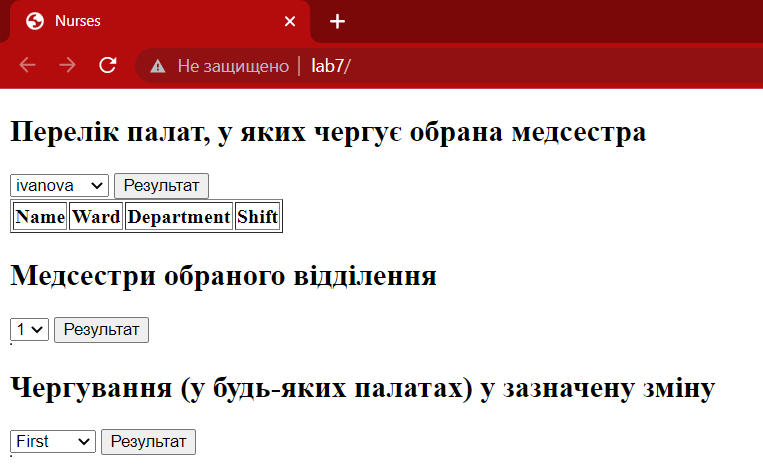 Nurses
Не защищено | lab7/
Перелік палат, у яких чергує обрана медсестра
ivanova Результат
Name Ward Department Shift
Медсестри обраного відділення
1 Результат
Чергування (у будь-яких палатах) у зазначену зміну
First Результат